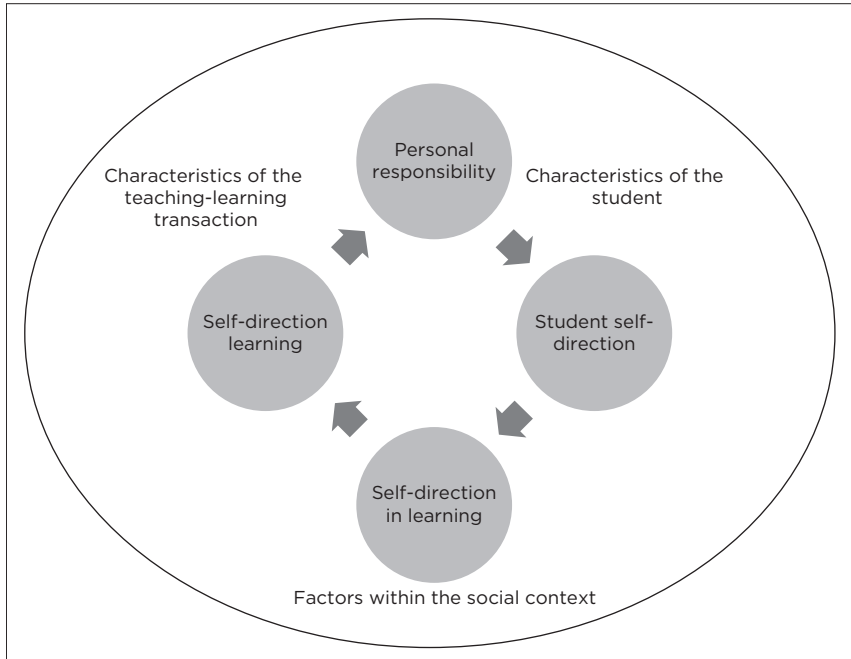 Personal
responsibility
Characteristics of the
teaching-learning
transaction
Characteristics of the
student
Self-direction
learning
Student self-
direction
Self-direction
in learning
Factors within the social context